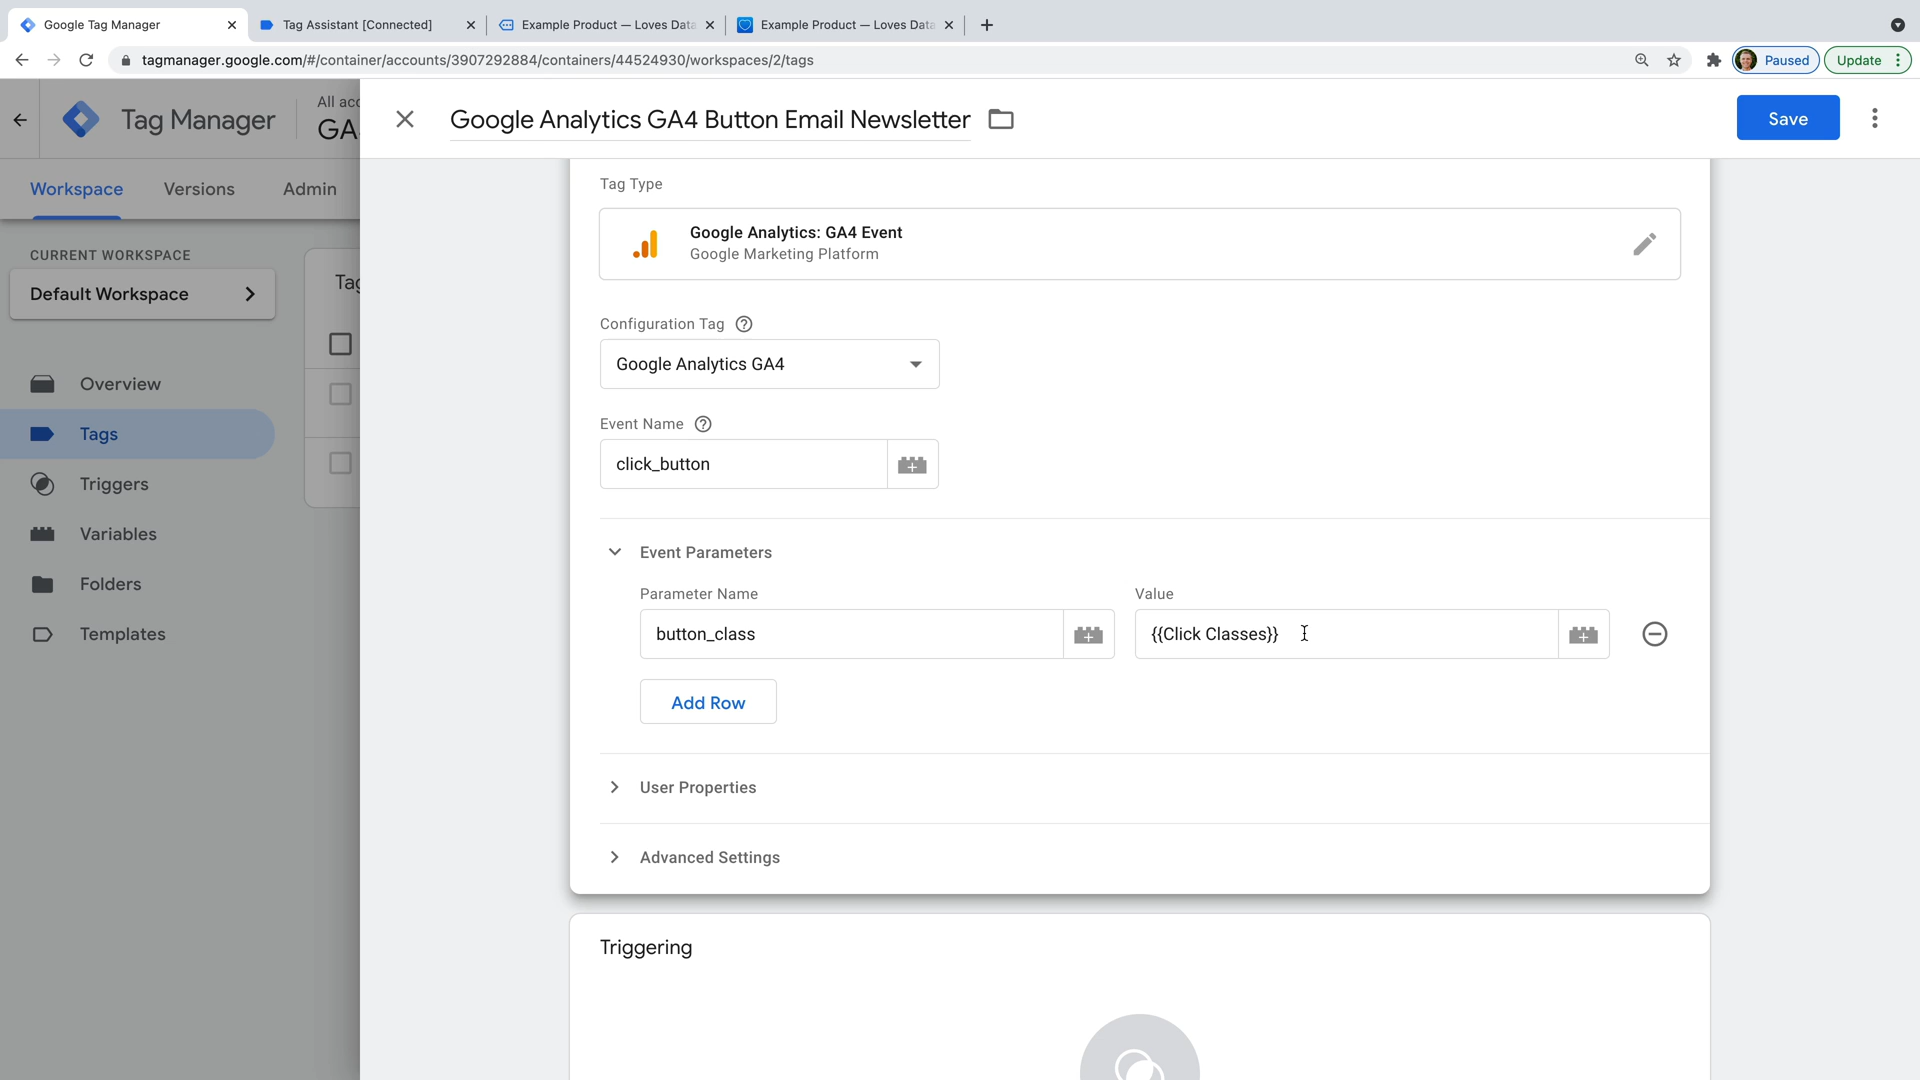 Google Tag Manager
Tag Assistant [Connected]
Example Product — Loves Data
Example Product — Loves Data
tagmanager.google.com/#/container/accounts/3907292884/containers/44524930/workspaces/2/tags
Paused
Update
Tag Manager
All acc
GA
Google Analytics GA4 Button Email Newsletter
Save
Workspace
Versions
Admin
CURRENT WORKSPACE
Default Workspace
Tag
Overview
Tags
Triggers
Variables
Folders
Templates
Tag Type
Google Analytics: GA4 Event
Google Marketing Platform
Configuration Tag
Google Analytics GA4
Event Name
click_button
Event Parameters
Parameter Name
Value
button_class
{{Click Classes}}
Add Row
User Properties
Advanced Settings
Triggering